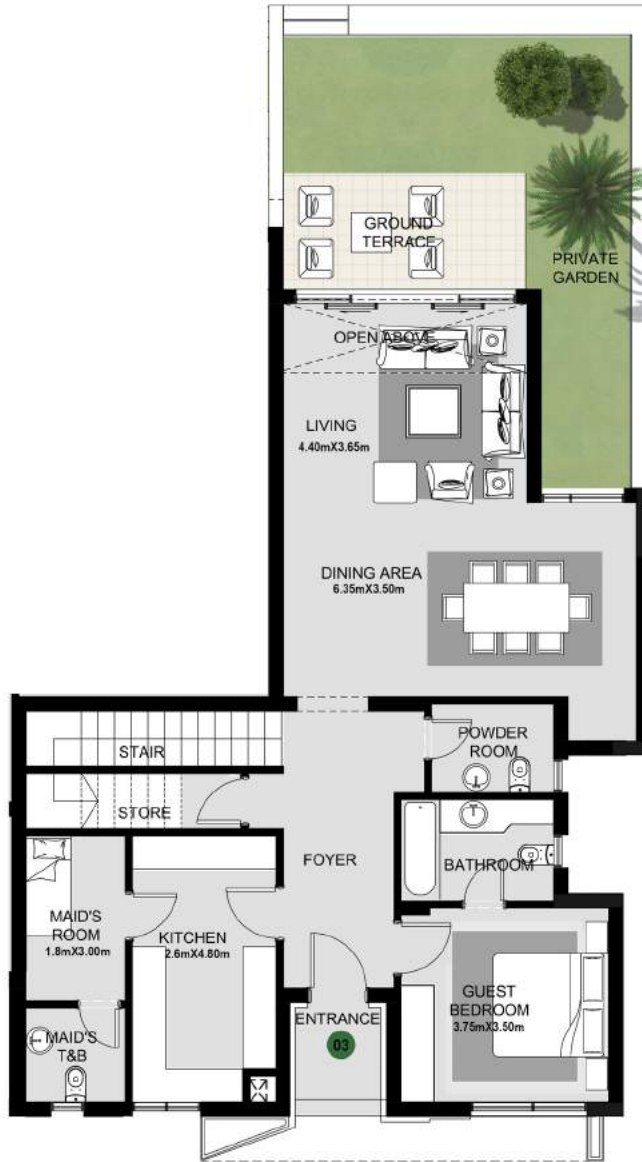 GROUND
TERRACE
PRIVATE
GARDEN
OPEN ABOVE
LIVING
4.40mX3.65m
DINING AREA
6.35mX3.50m
STAIR
POWDER
ROOM
STORE
FOYER
BATHROOM
MAID'S
ROOM
1.8mX3.00m
KITCHEN
2.6mX4.80m
GUEST
BEDROOM
3.75mX3.50m
ENTRANCE
03
MAID'S
T&B